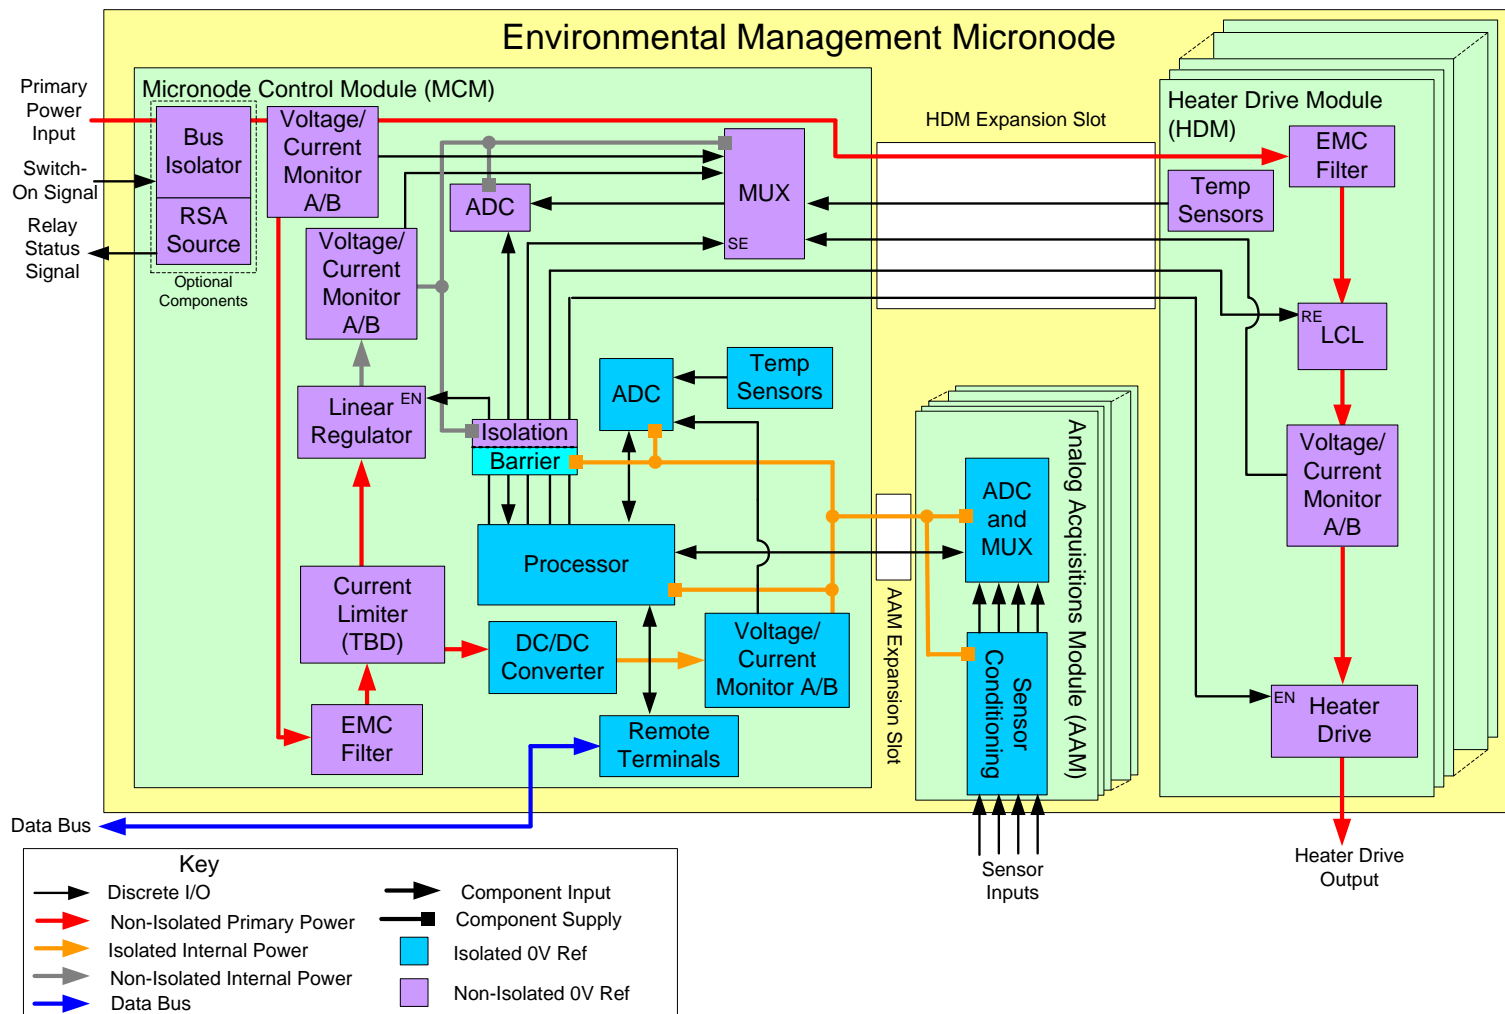 Environmental Management Micronode
Micronode Control Module (MCM)
Primary
Power
Input
Switch-
On Signal
Relay
Status
Signal
Bus
Isolator
RSA
Source
Optional
Components
Voltage/
Current
Monitor
A/B
Voltage/
Current
Monitor
A/B
ADC
MUX
SE
Linear
Regulator
EN
Isolation
Barrier
ADC
Temp
Sensors
Processor
Current
Limiter
(TBD)
DC/DC
Converter
Voltage/
Current
Monitor A/B
EMC
Filter
Remote
Terminals
Data Bus
HDM Expansion Slot
AAM Expansion Slot
ADC
and
MUX
Sensor
Conditioning
Analog Acquisitions Module (AAM)
Sensor
Inputs
Heater Drive Module
(HDM)
EMC
Filter
Temp
Sensors
RE
LCL
Voltage/
Current
Monitor
A/B
EN
Heater
Drive
Heater Drive
Output
Key
Discrete I/O
Non-Isolated Primary Power
Isolated Internal Power
Non-Isolated Internal Power
Data Bus
Component Input
Component Supply
Isolated 0V Ref
Non-Isolated 0V Ref